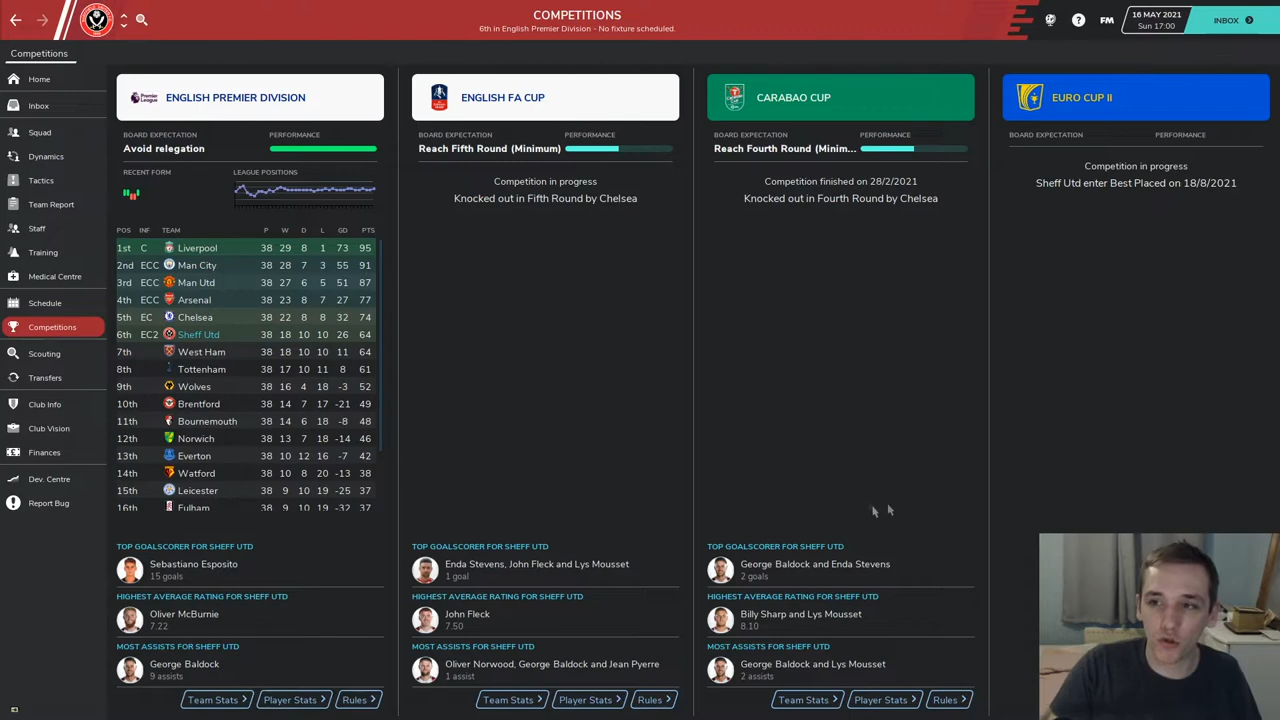 COMPETITIONS
6th in English Premier Division - No fixture scheduled.
FM
16 MAY 2021
Sun 17:00
INBOX
Competitions
Home
Inbox
Squad
Dynamics
Tactics
Team Report
Staff
Training
Medical Centre
Schedule
Competitions
Scouting
Transfers
Club Info
Club Vision
Finances
Dev. Centre
Report Bug
ENGLISH PREMIER DIVISION
BOARD EXPECTATION PERFORMANCE
Avoid relegation
RECENT FORM LEAGUE POSITIONS
POS INF TEAM P W D L GD PTS
1st C Liverpool 38 29 8 1 73 95
2nd ECC Man City 38 28 7 3 55 91
3rd ECC Man Utd 38 27 6 5 51 87
4th ECC Arsenal 38 23 8 7 27 77
5th EC Chelsea 38 22 8 8 32 74
6th EC2 Sheff Utd 38 18 10 10 26 64
7th West Ham 38 18 10 10 11 64
8th Tottenham 38 17 10 11 8 61
9th Wolves 38 16 4 18 -3 52
10th Brentford 38 14 7 17 -21 49
11th Bournemouth 38 14 6 18 -8 48
12th Norwich 38 13 7 18 -14 46
13th Everton 38 10 12 16 -7 42
14th Watford 38 10 8 20 -13 38
15th Leicester 38 9 10 19 -25 37
16th Fulham 38 9 10 19 -32 37
TOP GOALSCORER FOR SHEFF UTD
Sebastiano Esposito
15 goals
HIGHEST AVERAGE RATING FOR SHEFF UTD
Oliver McBurnie
7.22
MOST ASSISTS FOR SHEFF UTD
George Baldock
9 assists
Team Stats Player Stats Rules
ENGLISH FA CUP
BOARD EXPECTATION PERFORMANCE
Reach Fifth Round (Minimum)
Competition in progress
Knocked out in Fifth Round by Chelsea
TOP GOALSCORER FOR SHEFF UTD
Enda Stevens, John Fleck and Lys Mousset
1 goal
HIGHEST AVERAGE RATING FOR SHEFF UTD
John Fleck
7.50
MOST ASSISTS FOR SHEFF UTD
Oliver Norwood, George Baldock and Jean Pyerre
1 assist
Team Stats Player Stats Rules
CARABAO CUP
BOARD EXPECTATION PERFORMANCE
Reach Fourth Round (Minim...
Competition finished on 28/2/2021
Knocked out in Fourth Round by Chelsea
TOP GOALSCORER FOR SHEFF UTD
George Baldock and Enda Stevens
2 goals
HIGHEST AVERAGE RATING FOR SHEFF UTD
Billy Sharp and Lys Mousset
8.10
MOST ASSISTS FOR SHEFF UTD
George Baldock and Lys Mousset
2 assists
Team Stats Player Stats Rules
EURO CUP II
BOARD EXPECTATION PERFORMANCE
Competition in progress
Sheff Utd enter Best Placed on 18/8/2021